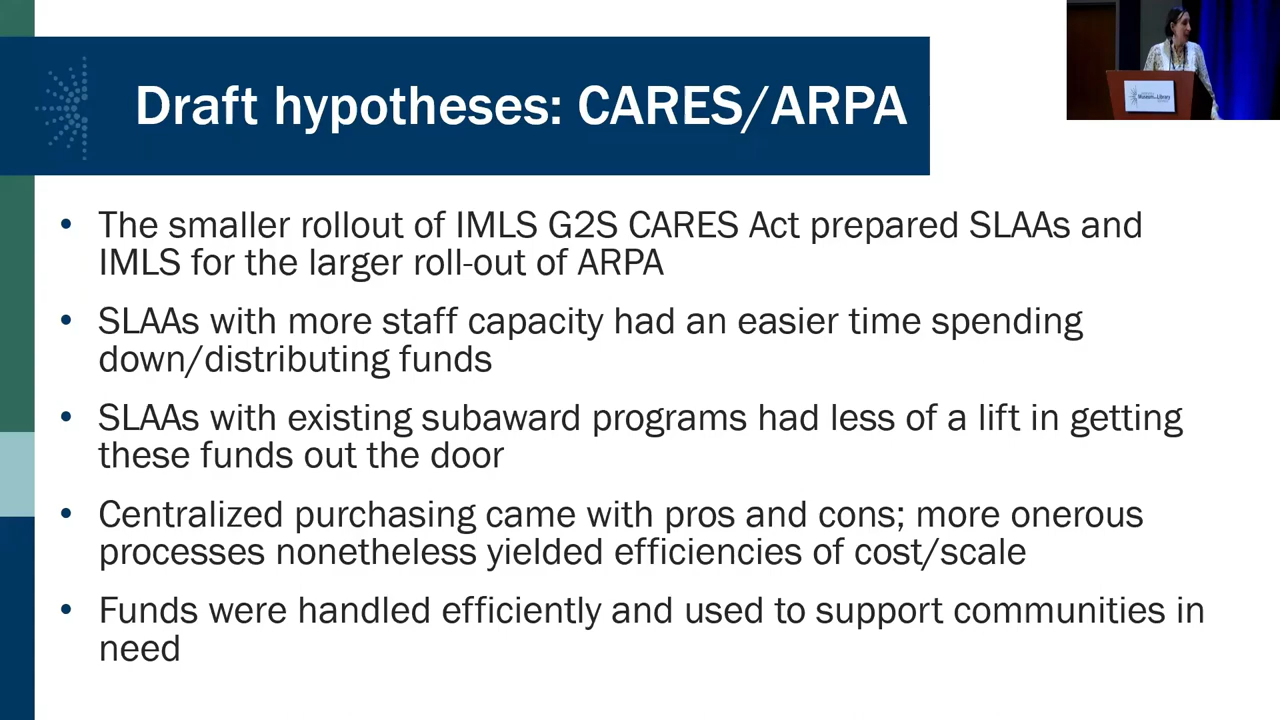 Draft hypotheses: CARES/ARPA
• The smaller rollout of IMLS G2S CARES Act prepared SLAAs and
IMLS for the larger roll-out of ARPA
• SLAAs with more staff capacity had an easier time spending
down/distributing funds
• SLAAs with existing subaward programs had less of a lift in getting
these funds out the door
• Centralized purchasing came with pros and cons; more onerous
processes nonetheless yielded efficiencies of cost/scale
• Funds were handled efficiently and used to support communities in
need
Museum and Library